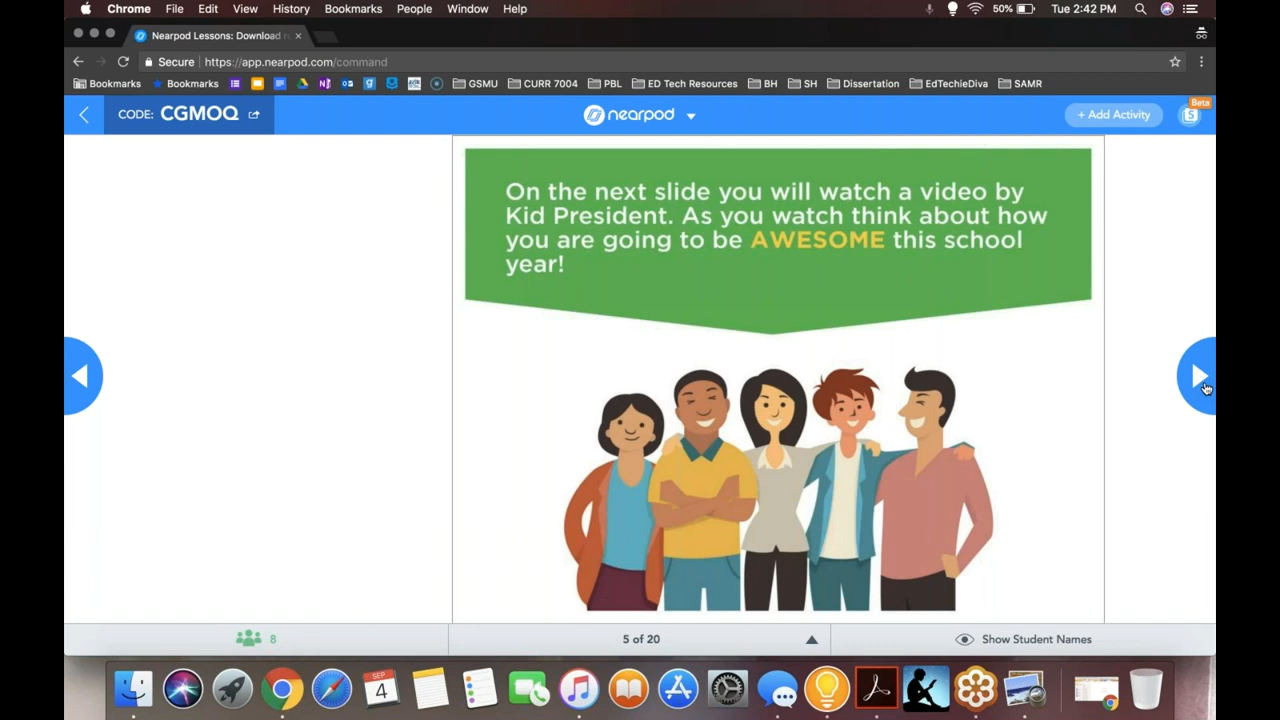 Chrome File Edit View History Bookmarks People Window Help 50% Tue 2:42 PM
Nearpod Lessons: Download
Secure https://app.nearpod.com/command
Bookmarks Bookmarks GSMU CURR 7004 PBL ED Tech Resources BH SH Dissertation EdTechieDiva SAMR
CODE: CGMOQ nearpod + Add Activity S Beta
On the next slide you will watch a video by
Kid President. As you watch think about how
you are going to be AWESOME this school
year!
8 5 of 20 Show Student Names
SEP
4